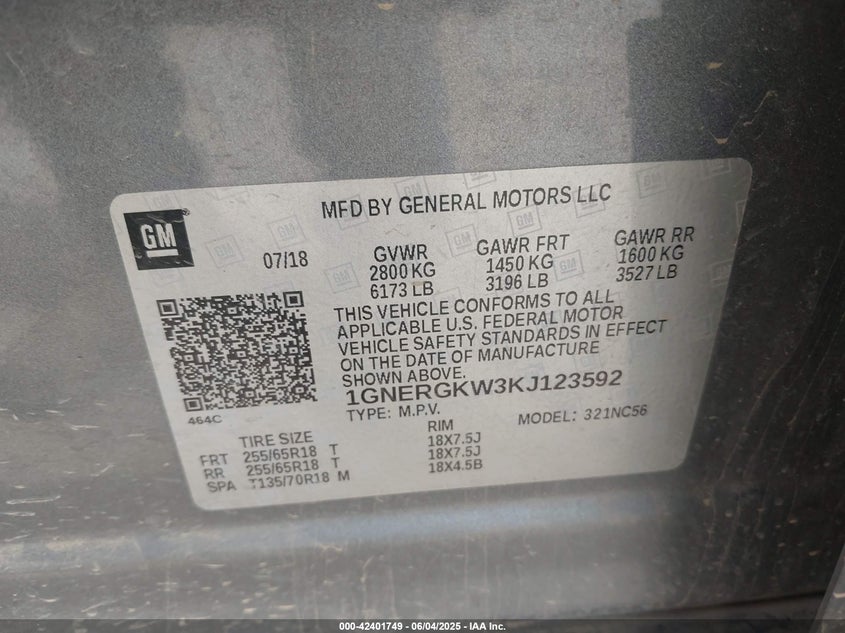 GM
MFD BY GENERAL MOTORS LLC
07/18
GVWR
2800 KG
6173 LB
GAWR FRT
1450 KG
3196 LB
GAWR RR
1600 KG
3527 LB
THIS VEHICLE CONFORMS TO ALL
APPLICABLE U.S. FEDERAL MOTOR
VEHICLE SAFETY STANDARDS IN EFFECT
ON THE DATE OF MANUFACTURE
SHOWN ABOVE.
1GNERGKW3KJ123592
464C
TYPE: M.P.V.
MODEL: 321NC56
TIRE SIZE RIM
FRT 255/65R18 T 18X7.5J
RR 255/65R18 T 18X7.5J
SPA T135/70R18 M 18X4.5B
000-42401749 - 06/04/2025 - IAA Inc.